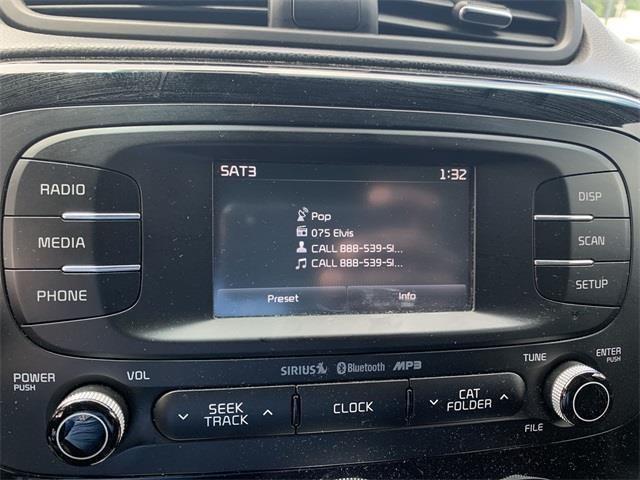 SAT3 1:32
Pop
075 Elvis
CALL 888-539-SI...
CALL 888-539-SI...
Preset Info
RADIO
MEDIA
PHONE
DISP
SCAN
SETUP
SIRIUS Bluetooth MP3
POWER PUSH
VOL
SEEK TRACK
CLOCK
CAT FOLDER
TUNE
FILE
ENTER PUSH